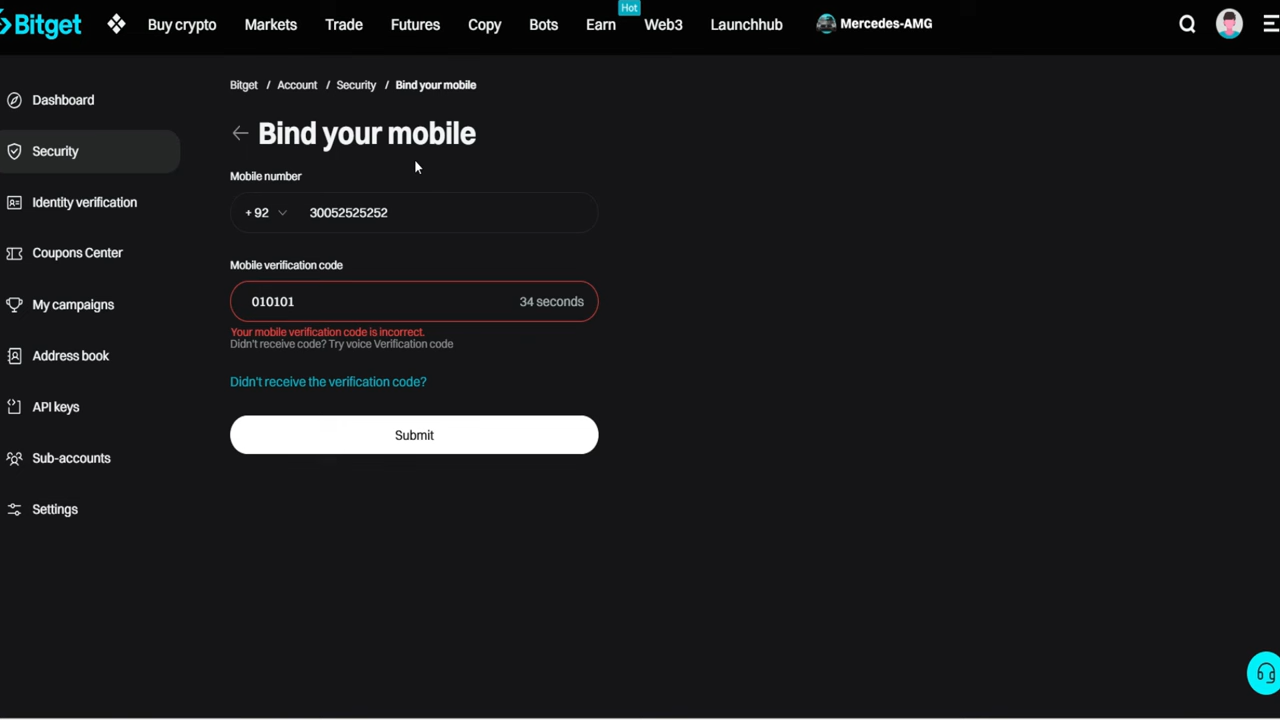 Bitget
Buy crypto
Markets
Trade
Futures
Copy
Bots
Earn
Hot
Web3
Launchhub
Mercedes-AMG
Dashboard
Security
Identity verification
Coupons Center
My campaigns
Address book
API keys
Sub-accounts
Settings
Bitget / Account / Security / Bind your mobile
Bind your mobile
Mobile number
+ 92 30052525252
Mobile verification code
010101 34 seconds
Your mobile verification code is incorrect.
Didn't receive code? Try voice Verification code
Didn't receive the verification code?
Submit